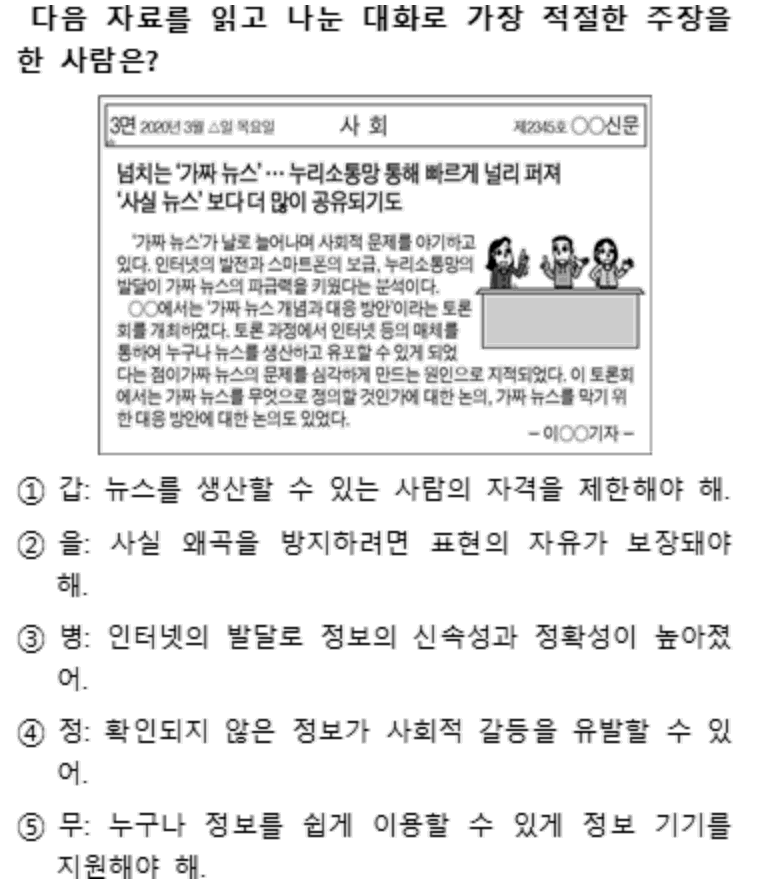 다음 자료를 읽고 나눈 대화로 가장 적절한 주장을
한 사람은?
3면 2020년 3월 △일 목요일 사 회 제2345호 ○○신문
넘치는 '가짜 뉴스' … 누리소통망 통해 빠르게 널리 퍼져
'사실 뉴스' 보다 더 많이 공유되기도
'가짜 뉴스'가 날로 늘어나며 사회적 문제를 야기하고
있다. 인터넷의 발전과 스마트폰의 보급, 누리소통망의
발달이 가짜 뉴스의 파급력을 키웠다는 분석이다.
○○에서는 '가짜 뉴스 개념과 대응 방안'이라는 토론
회를 개최하였다. 토론 과정에서 인터넷 등의 매체를
통하여 누구나 뉴스를 생산하고 유포할 수 있게 되었
다는 점이가짜 뉴스의 문제를 심각하게 만드는 원인으로 지적되었다. 이 토론회
에서는 가짜 뉴스를 무엇으로 정의할 것인가에 대한 논의, 가짜 뉴스를 막기 위
한 대응 방안에 대한 논의도 있었다.
– 이○○기자 –
① 갑: 뉴스를 생산할 수 있는 사람의 자격을 제한해야 해.
② 을: 사실 왜곡을 방지하려면 표현의 자유가 보장돼야
해.
③ 병: 인터넷의 발달로 정보의 신속성과 정확성이 높아졌
어.
④ 정: 확인되지 않은 정보가 사회적 갈등을 유발할 수 있
어.
⑤ 무: 누구나 정보를 쉽게 이용할 수 있게 정보 기기를
지원해야 해.